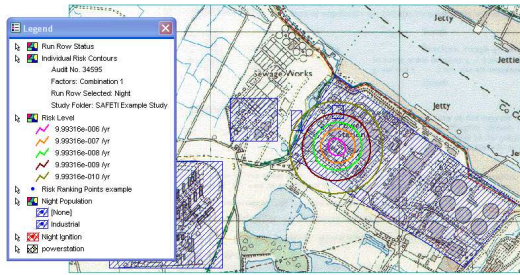 Legend
Run Row Status
Individual Risk Contours
Audit No. 34595
Factors: Combination 1
Run Row Selected: Night
Study Folder: SAFETI Example Study
Risk Level
9.99316e-006 /yr
9.99316e-007 /yr
9.99316e-008 /yr
9.99316e-009 /yr
9.99316e-010 /yr
Risk Ranking Points example
Night Population
[None]
Industrial
Night Ignition
powerstation
Jetty
Jetty
Jetty
Sewage Works
Power
Station